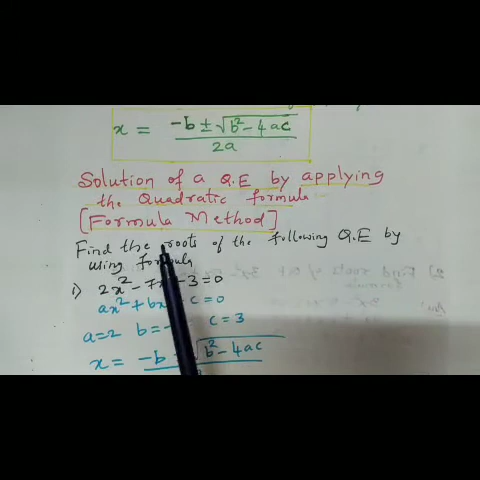 x = -b ± √b² - 4ac
2a
Solution of a Q.E by applying
the Quadratic formula
[Formula Method]
Find the roots of the following Q.E by
using formula
1) 2x² - 7x - 3 = 0
ax² + bx c = 0
a = 2 b = - c = 3
x = -b √b² - 4ac